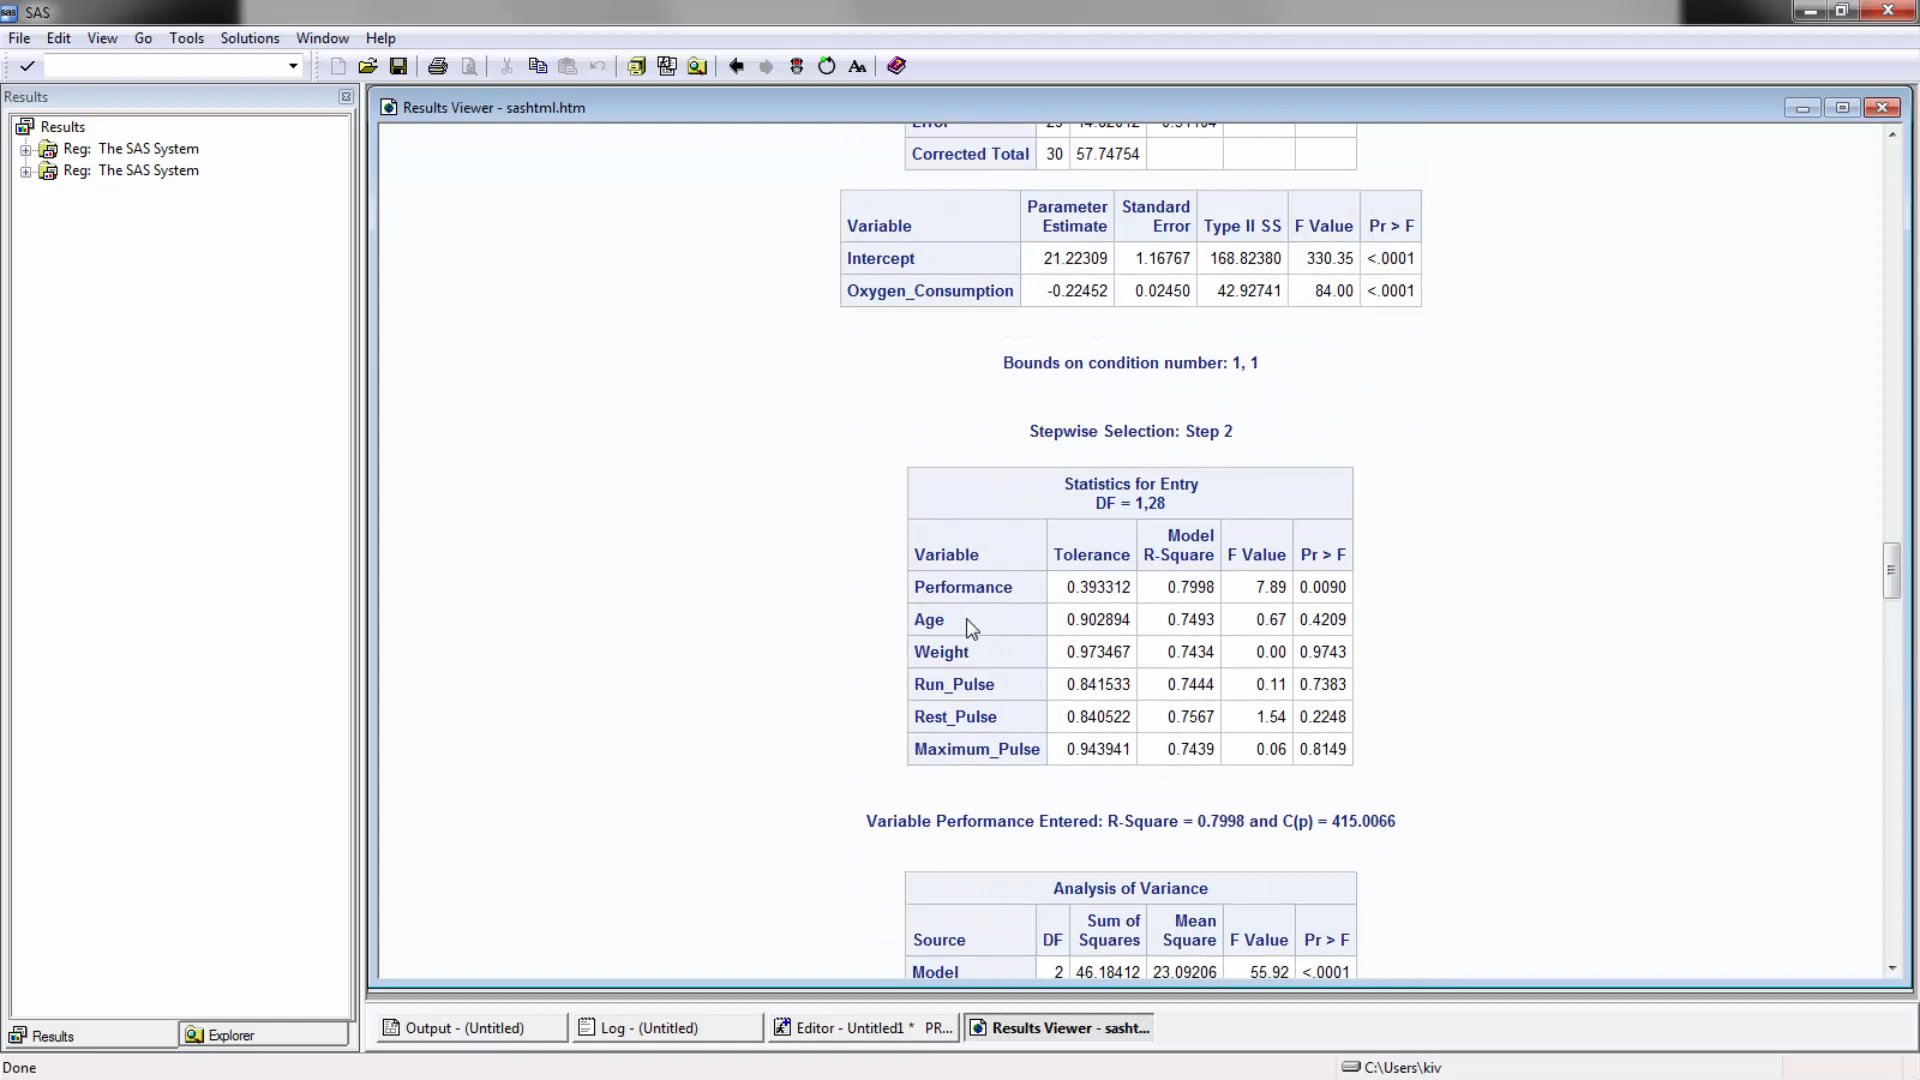 SAS
File Edit View Go Tools Solutions Window Help
Results
Results
Reg: The SAS System
Reg: The SAS System
Results Viewer - sashtml.htm
Corrected Total 30 57.74754
Variable Parameter Estimate Standard Error Type II SS F Value Pr > F
Intercept 21.22309 1.16767 168.82380 330.35 <.0001
Oxygen_Consumption -0.22452 0.02450 42.92741 84.00 <.0001
Bounds on condition number: 1, 1
Stepwise Selection: Step 2
Statistics for Entry
DF = 1,28
Variable Tolerance Model R-Square F Value Pr > F
Performance 0.393312 0.7998 7.89 0.0090
Age 0.902894 0.7493 0.67 0.4209
Weight 0.973467 0.7434 0.00 0.9743
Run_Pulse 0.841533 0.7444 0.11 0.7383
Rest_Pulse 0.840522 0.7567 1.54 0.2248
Maximum_Pulse 0.943941 0.7439 0.06 0.8149
Variable Performance Entered: R-Square = 0.7998 and C(p) = 415.0066
Analysis of Variance
Source DF Sum of Squares Mean Square F Value Pr > F
Model 2 46.18412 23.09206 55.92 <.0001
Results Explorer
Output - (Untitled) Log - (Untitled) Editor - Untitled1 * PR... Results Viewer - sasht...
Done C:\Users\kiv